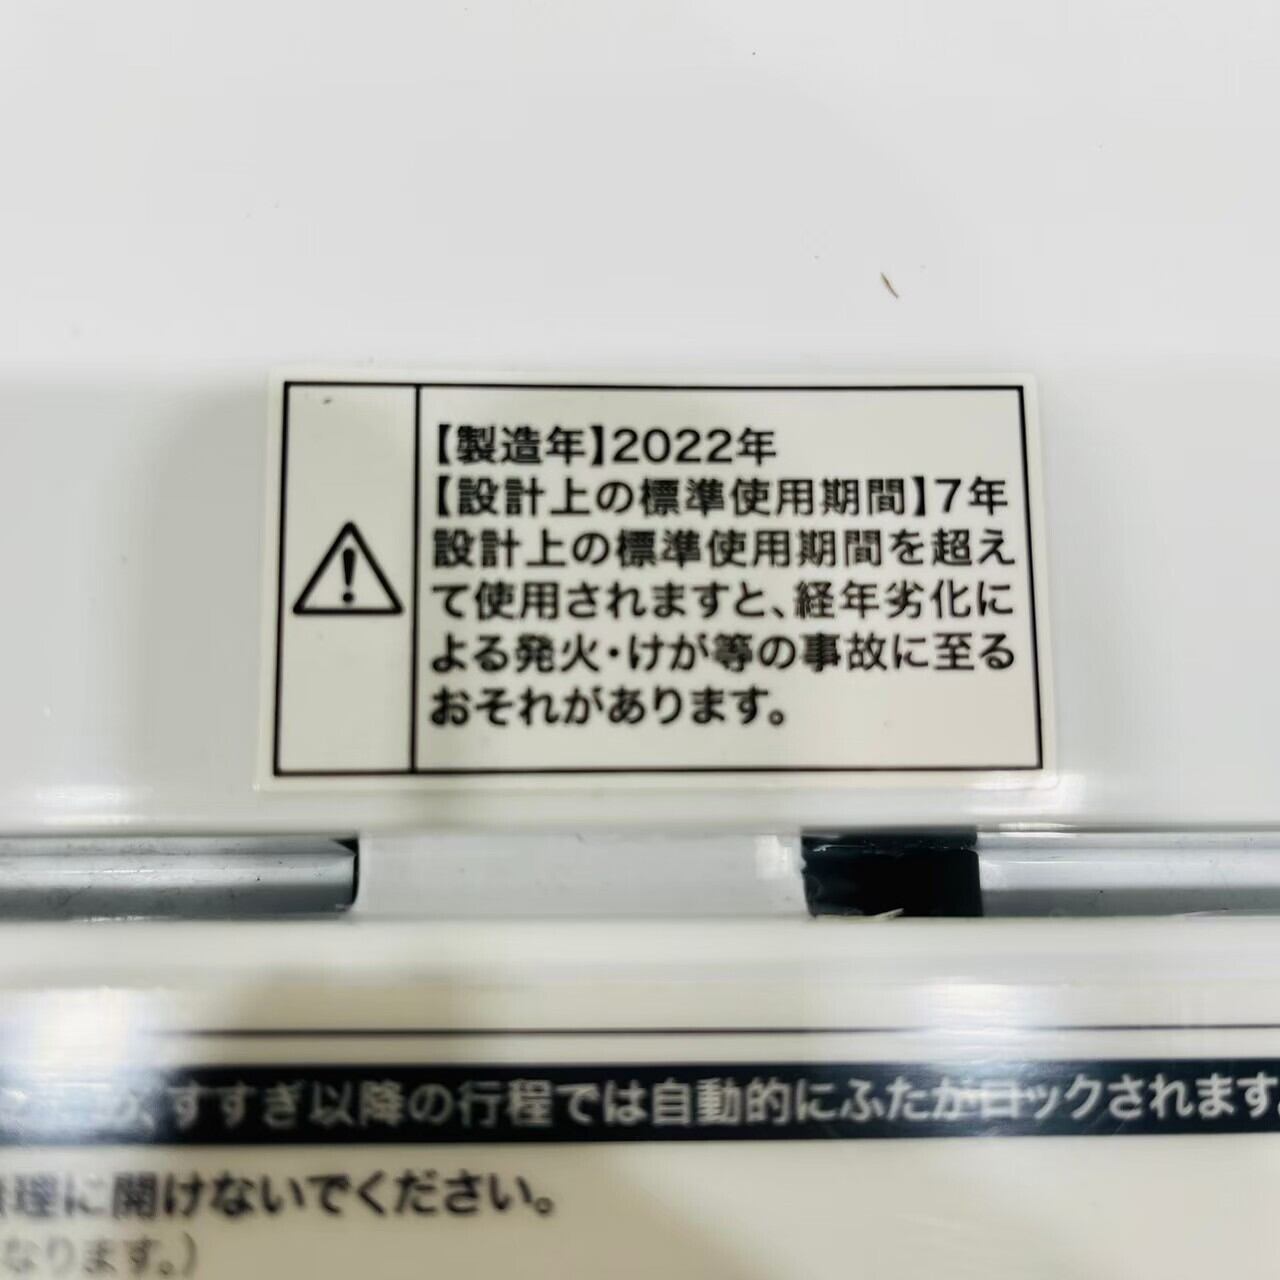 【製造年】2022年
【設計上の標準使用期間】7年
設計上の標準使用期間を超え
て使用されますと、経年劣化に
よる発火・けが等の事故に至る
おそれがあります。
、すすぎ以降の行程では自動的にふたがロックされます。
理に開けないでください。
なります。）